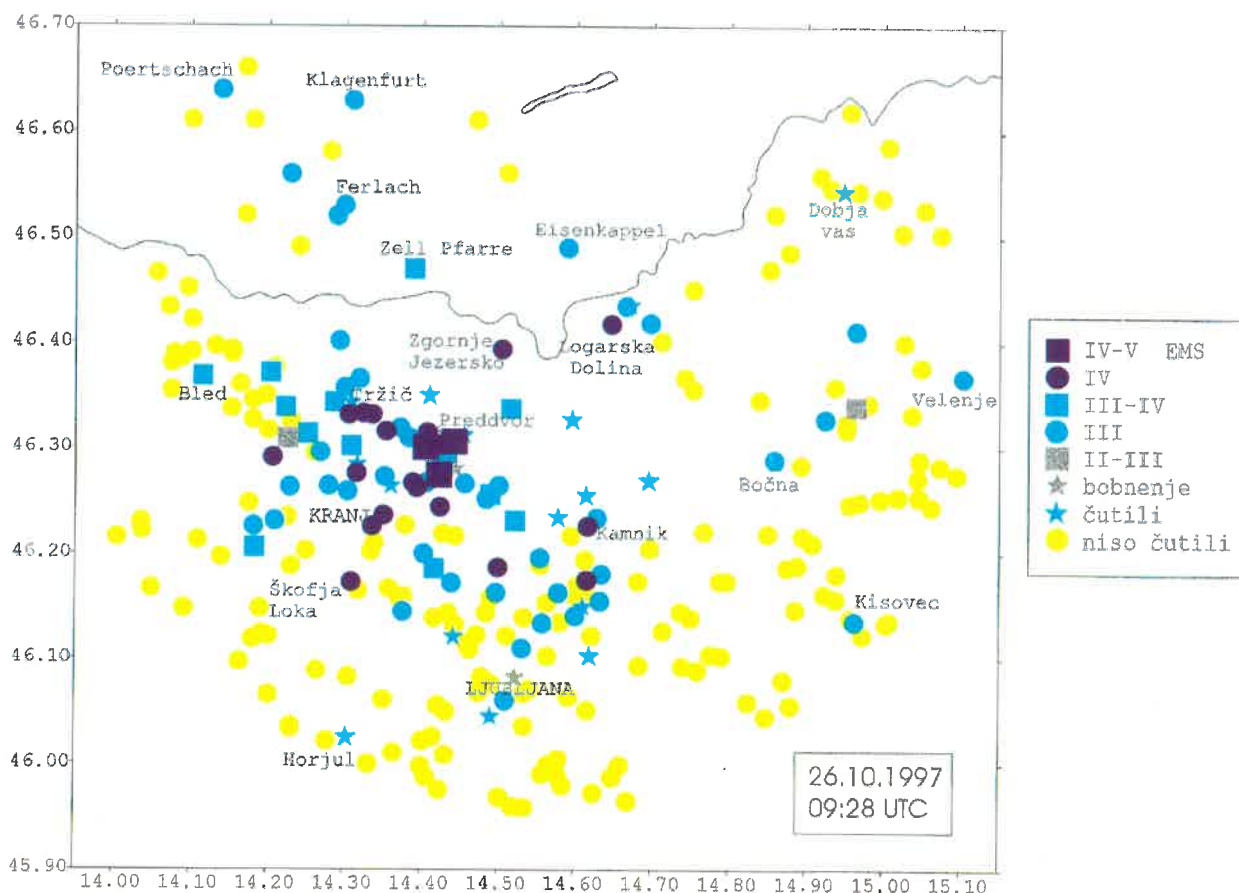 46.70
Poertschach
Klagenfurt
46.60
Ferlach
Dobja
vas
46.50
Zell Pfarre
Eisenkappel
46.40
Zgornje
Jezersko
Logarska
Dolina
Bled
Tržič
Preddvor
Velenje
46.30
Bočna
KRANJ
Kamnik
46.20
Škofja
Loka
Kisovec
46.10
LJUBLJANA
Horjul
46.00
26.10.1997
09:28 UTC
45.90
14.00 14.10 14.20 14.30 14.40 14.50 14.60 14.70 14.80 14.90 15.00 15.10
IV-V EMS
IV
III-IV
III
II-III
bobnenje
čutili
niso čutili